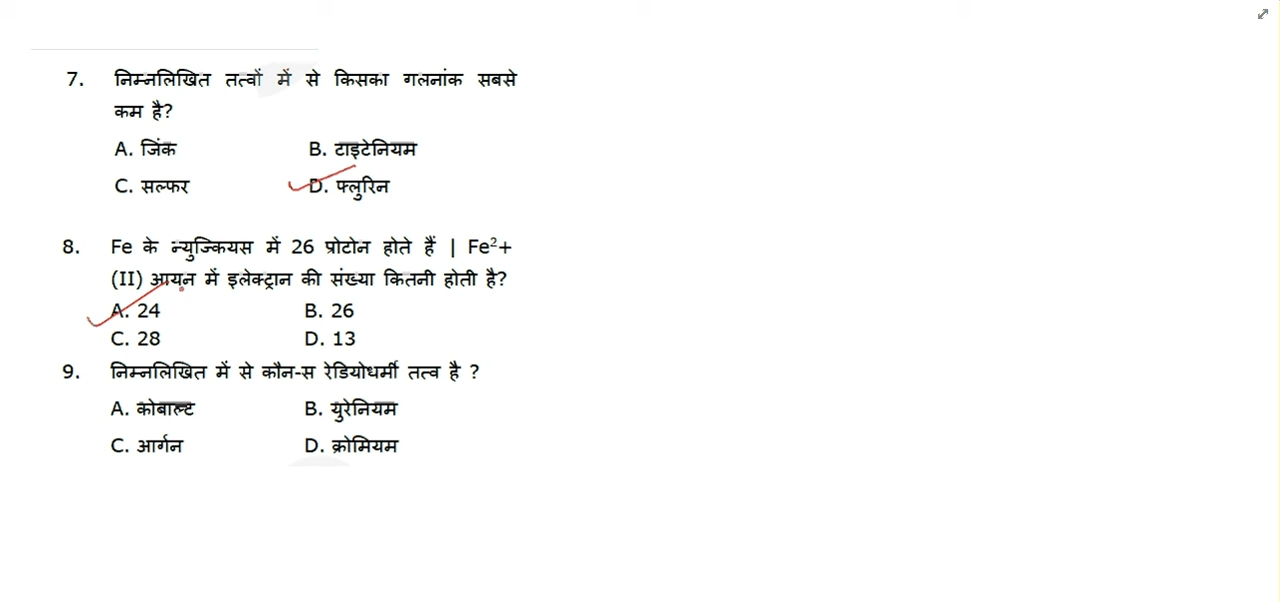 7. निम्नलिखित तत्वों में से किसका गलनांक सबसे
कम है?
A. जिंक B. टाइटेनियम
C. सल्फर D. फ्लुरिन
8. Fe के न्युज्कियस में 26 प्रोटोन होते हैं | Fe²+
(II) आयन में इलेक्ट्रान की संख्या कितनी होती है?
A. 24 B. 26
C. 28 D. 13
9. निम्नलिखित में से कौन-स रेडियोधर्मी तत्व है ?
A. कोबाल्ट B. युरेनियम
C. आर्गन D. क्रोमियम